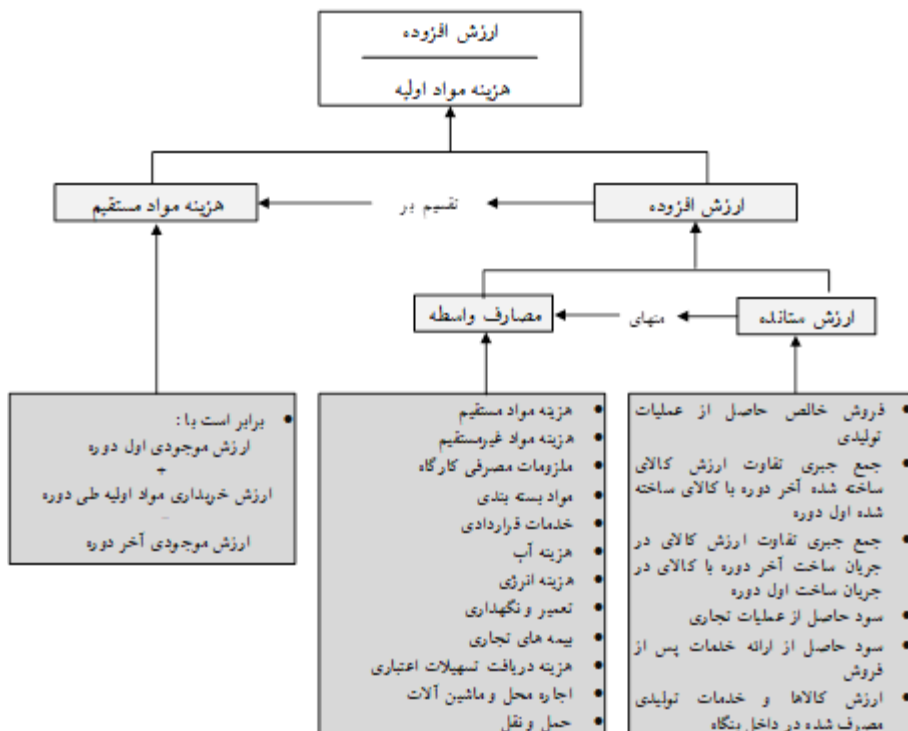 ارزش افزوده
هزینه مواد اولیه
ارزش افزوده
تقسیم بر
هزینه مواد مستقیم
ارزش ستانده
منهای
مصارف واسطه
• فروش خالص حاصل از عملیات
تولیدی
• جمع جبری تفاوت ارزش کالای
ساخته شده آخر دوره با کالای ساخته
شده اول دوره
• جمع جبری تفاوت ارزش کالای در
جریان ساخت آخر دوره با کالای در
جریان ساخت اول دوره
• سود حاصل از عملیات تجاری
• سود حاصل از ارائه خدمات پس از
فروش
• ارزش کالاها و خدمات تولیدی
مصرف شده در داخل بنگاه
• هزینه مواد مستقیم
• هزینه مواد غیرمستقیم
• ملزومات مصرفی کارگاه
• مواد بسته بندی
• خدمات قراردادی
• هزینه آب
• هزینه انرژی
• تعمیر و نگهداری
• بیمه های تجاری
• هزینه دریافت تسهیلات اعتباری
• اجاره محل و ماشین آلات
• حمل و نقل
• برابر است با :
ارزش موجودی اول دوره
+
ارزش خریداری مواد اولیه طی دوره
–
ارزش موجودی آخر دوره